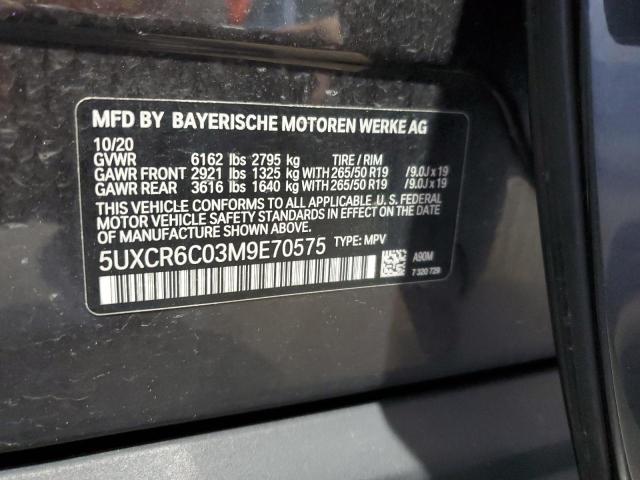 MFD BY BAYERISCHE MOTOREN WERKE AG
10/20
GVWR 6162 lbs 2795 kg TIRE / RIM
GAWR FRONT 2921 lbs 1325 kg WITH 265/50 R19 /9.0J x 19
GAWR REAR 3616 lbs 1640 kg WITH 265/50 R19 /9.0J x 19
THIS VEHICLE CONFORMS TO ALL APPLICABLE U.S. FEDERAL
MOTOR VEHICLE SAFETY STANDARDS IN EFFECT ON THE
DATE OF MANUFACTURE SHOWN ABOVE.
5UXCR6C03M9E70575 TYPE: MPV
A90M
7 320 729